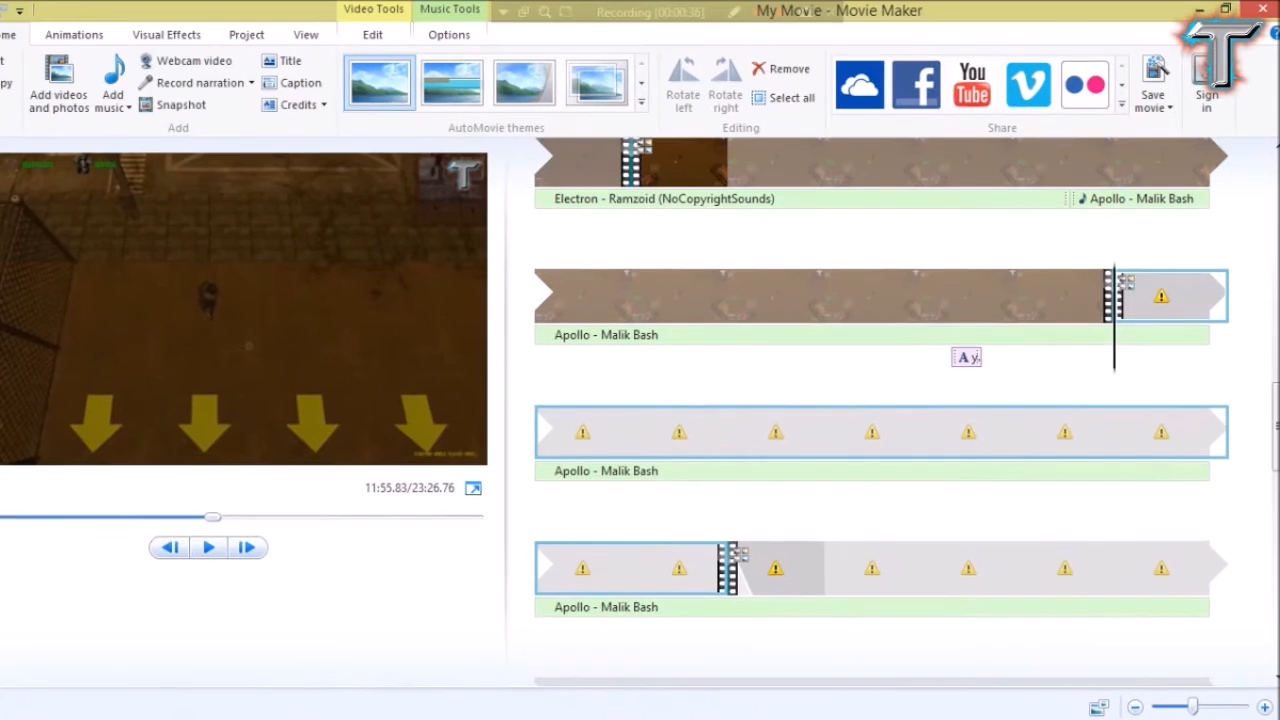 Video Tools
Music Tools
Recording [00:00:36]
My Movie - Movie Maker
Animations
Visual Effects
Project
View
Edit
Options
Add videos and photos
Add music
Webcam video
Record narration
Snapshot
Title
Caption
Credits
Add
AutoMovie themes
Rotate left
Rotate right
Remove
Select all
Editing
You Tube
Share
Save movie
Sign in
T
T
Electron - Ramzoid (NoCopyrightSounds)
Apollo - Malik Bash
Apollo - Malik Bash
A y.
Apollo - Malik Bash
11:55.83/23:26.76
Apollo - Malik Bash